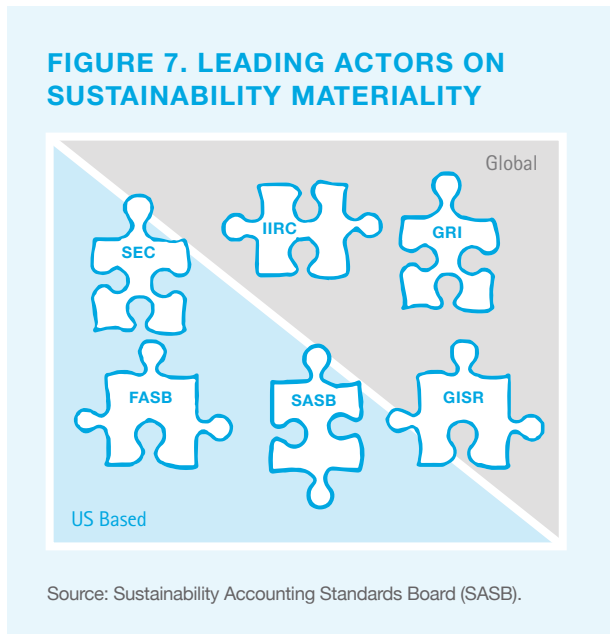 FIGURE 7. LEADING ACTORS ON
SUSTAINABILITY MATERIALITY
Global
SEC
IIRC
GRI
FASB
SASB
GISR
US Based
Source: Sustainability Accounting Standards Board (SASB).